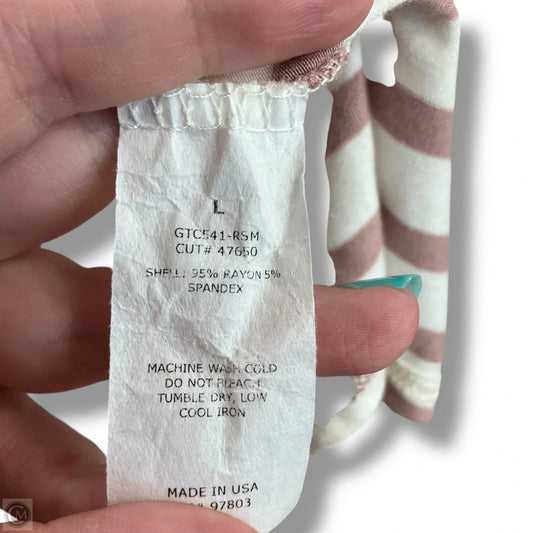 L
GTC541-RSM
CUT# 47650
SHELL: 95% RAYON 5%
SPANDEX
MACHINE WASH COLD
DO NOT BLEACH
TUMBLE DRY, LOW
COOL IRON
MADE IN USA
97803